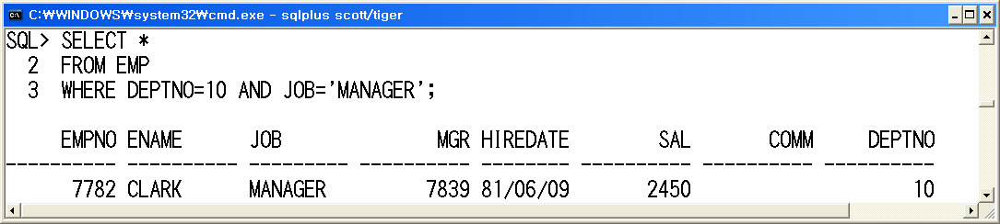 C:₩WINDOWS₩system32₩cmd.exe - sqlplus scott/tiger
SQL> SELECT *
  2  FROM EMP
  3  WHERE DEPTNO=10 AND JOB='MANAGER';
     EMPNO ENAME      JOB              MGR HIREDATE        SAL       COMM     DEPTNO
---------- ---------- --------- ---------- -------- ---------- ---------- ----------
      7782 CLARK      MANAGER         7839 81/06/09       2450                    10